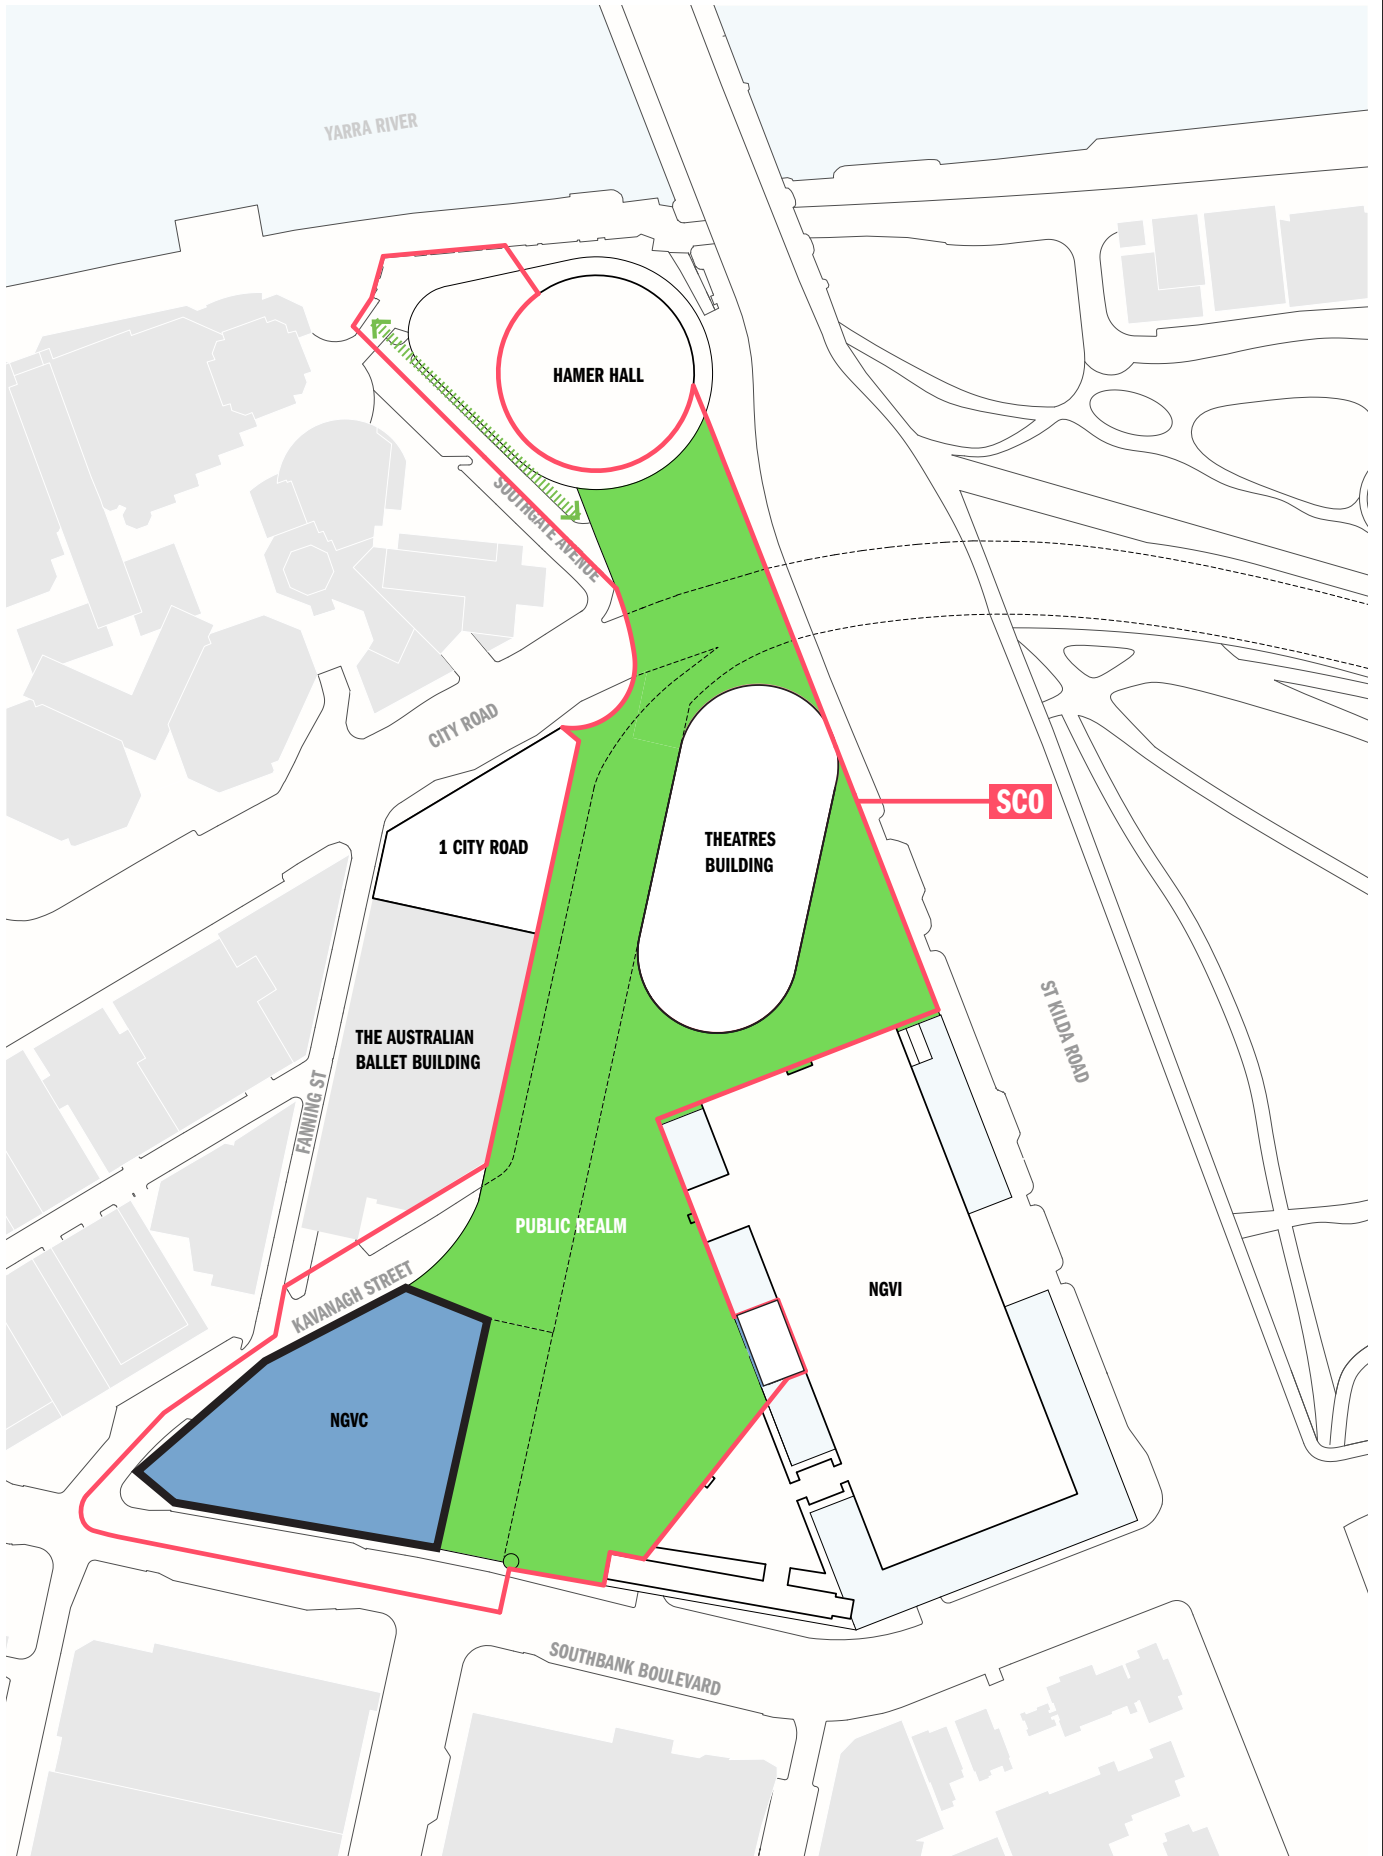 YARRA RIVER
HAMER HALL
SOUTHGATE AVENUE
CITY ROAD
SCO
THEATRES
BUILDING
1 CITY ROAD
ST KILDA ROAD
THE AUSTRALIAN
BALLET BUILDING
FANNING ST
PUBLIC REALM
KAVANAGH STREET
NGVI
NGVC
SOUTHBANK BOULEVARD